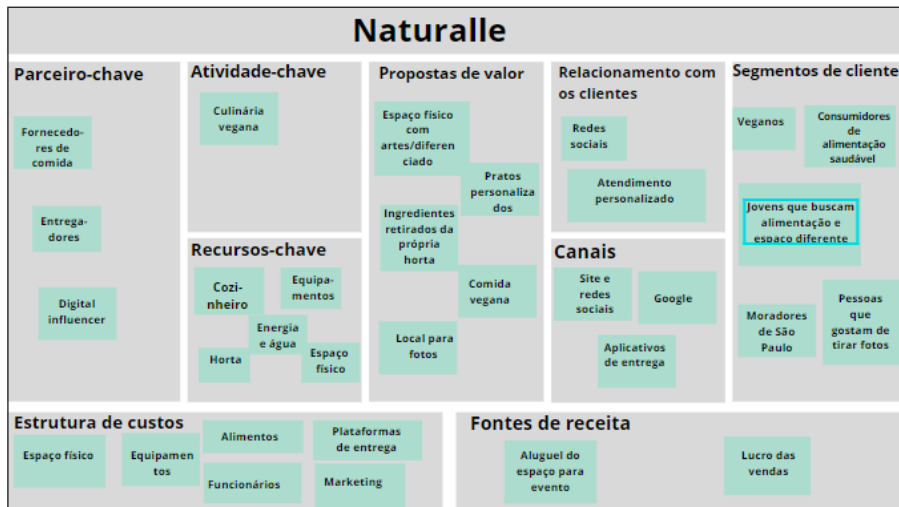 Naturalle
Parceiro-chave
Fornecedo-
res de
comida
Entrega-
dores
Digital
influencer
Atividade-chave
Culinária
vegana
Recursos-chave
Cozi-
nheiro
Equipa-
mentos
Energia
e água
Horta
Espaço
físico
Propostas de valor
Espaço físico
com
artes/diferen
ciado
Pratos
personaliza
dos
Ingredientes
retirados da
própria
horta
Comida
vegana
Local para
fotos
Relacionamento com
os clientes
Redes
sociais
Atendimento
personalizado
Canais
Site e
redes
sociais
Google
Aplicativos
de entrega
Segmentos de cliente
Veganos
Consumidores
de
alimentação
saudável
Jovens que buscam
alimentação e
espaço diferente
Moradores
de São
Paulo
Pessoas
que
gostam de
tirar fotos
Estrutura de custos
Espaço físico
Equipamen
tos
Alimentos
Funcionários
Plataformas
de entrega
Marketing
Fontes de receita
Aluguel do
espaço para
evento
Lucro das
vendas